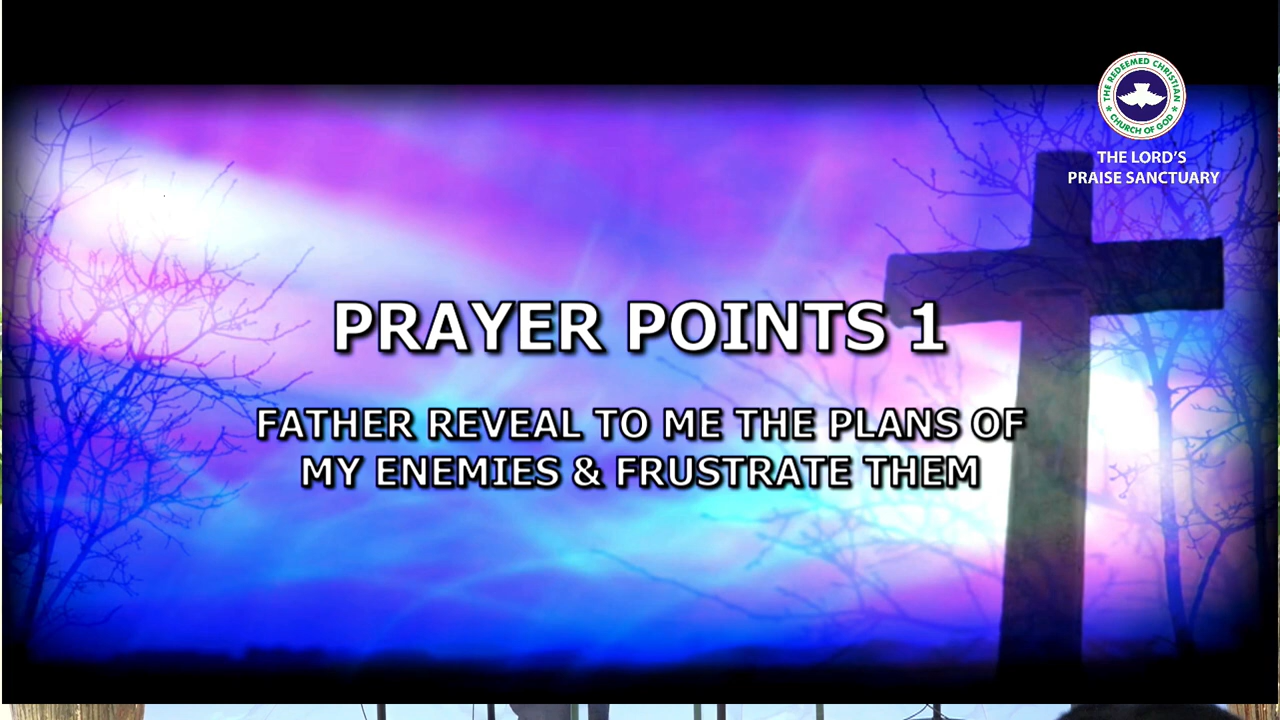 THE REDEEMED CHRISTIAN
CHURCH OF GOD
THE LORD'S
PRAISE SANCTUARY
PRAYER POINTS 1
FATHER REVEAL TO ME THE PLANS OF
MY ENEMIES & FRUSTRATE THEM